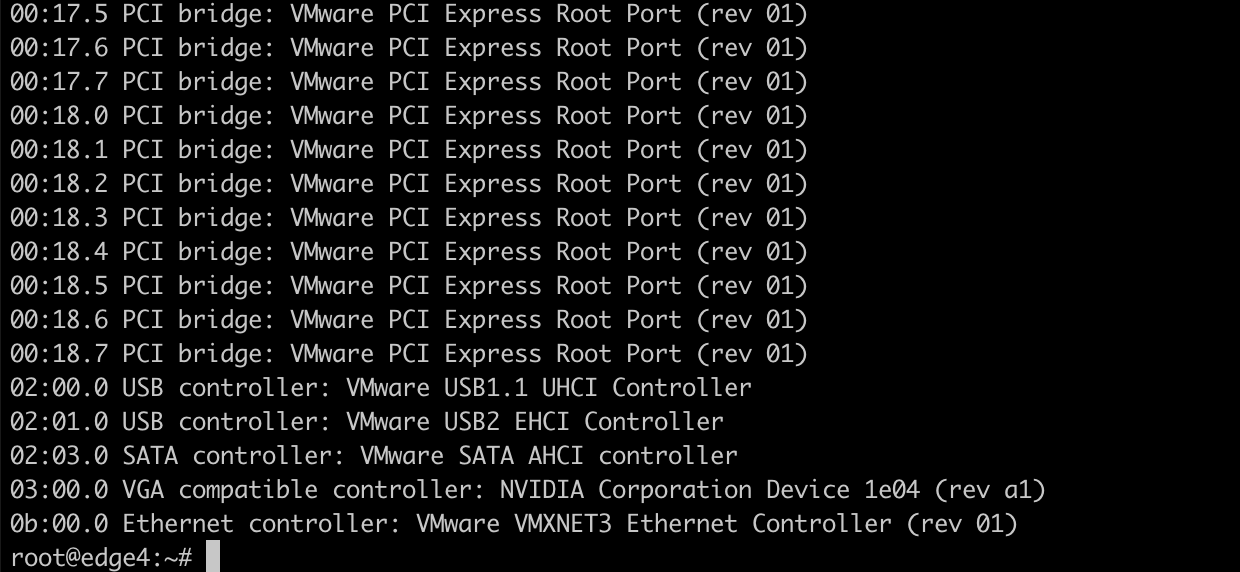 00:17.5 PCI bridge: VMware PCI Express Root Port (rev 01)
00:17.6 PCI bridge: VMware PCI Express Root Port (rev 01)
00:17.7 PCI bridge: VMware PCI Express Root Port (rev 01)
00:18.0 PCI bridge: VMware PCI Express Root Port (rev 01)
00:18.1 PCI bridge: VMware PCI Express Root Port (rev 01)
00:18.2 PCI bridge: VMware PCI Express Root Port (rev 01)
00:18.3 PCI bridge: VMware PCI Express Root Port (rev 01)
00:18.4 PCI bridge: VMware PCI Express Root Port (rev 01)
00:18.5 PCI bridge: VMware PCI Express Root Port (rev 01)
00:18.6 PCI bridge: VMware PCI Express Root Port (rev 01)
00:18.7 PCI bridge: VMware PCI Express Root Port (rev 01)
02:00.0 USB controller: VMware USB1.1 UHCI Controller
02:01.0 USB controller: VMware USB2 EHCI Controller
02:03.0 SATA controller: VMware SATA AHCI controller
03:00.0 VGA compatible controller: NVIDIA Corporation Device 1e04 (rev a1)
0b:00.0 Ethernet controller: VMware VMXNET3 Ethernet Controller (rev 01)
root@edge4:~#